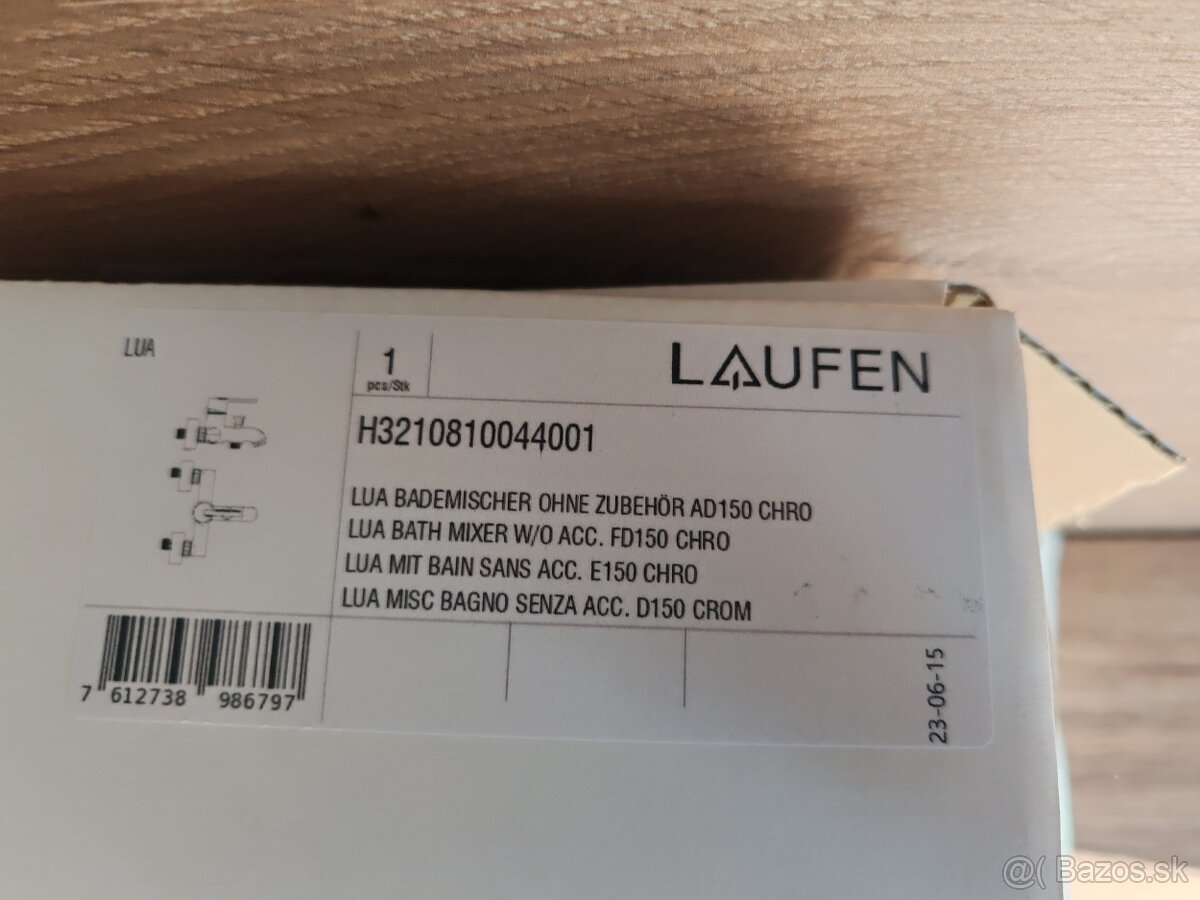 LUA
1
pcs/Stk
LAUFEN
H3210810044001
LUA BADEMISCHER OHNE ZUBEHÖR AD150 CHRO
LUA BATH MIXER W/O ACC. FD150 CHRO
LUA MIT BAIN SANS ACC. E150 CHRO
LUA MISC BAGNO SENZA ACC. D150 CROM
7 612738 986797
23-06-15
@( Bazos.sk